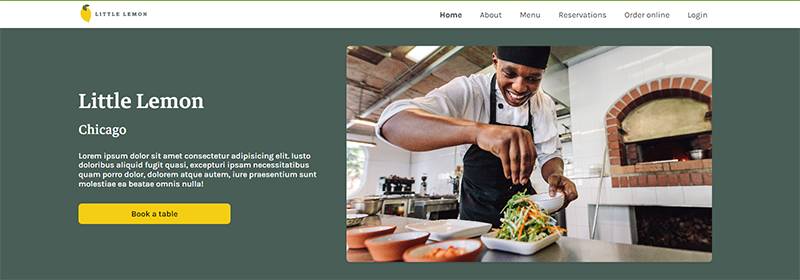 LITTLE LEMON
Home About Menu Reservations Order online Login
Little Lemon
Chicago
Lorem ipsum dolor sit amet consectetur adipisicing elit. Iusto
doloribus aliquid fugit quasi, excepturi ipsam necessitatibus
quam porro dolor, dolorem atque autem, iure praesentium sunt
molestiae ea beatae omnis nulla!
Book a table